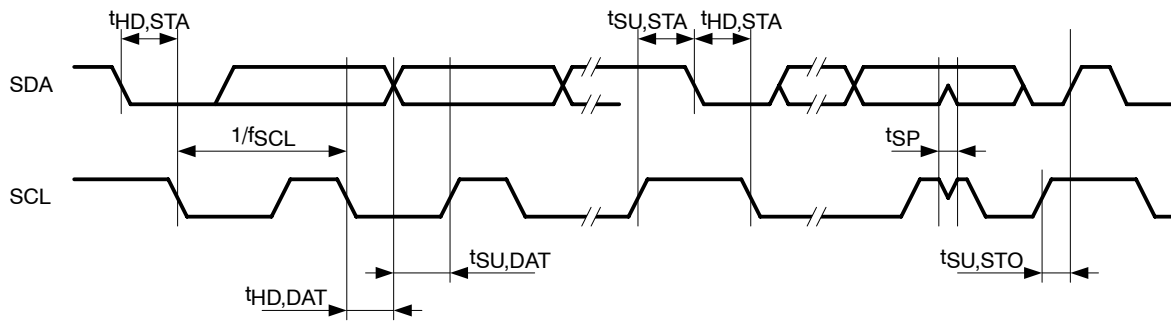 tHD,STA
tSU,STA
tHD,STA
SDA
1/fSCL
tSP
SCL
tSU,DAT
tSU,STO
tHD,DAT